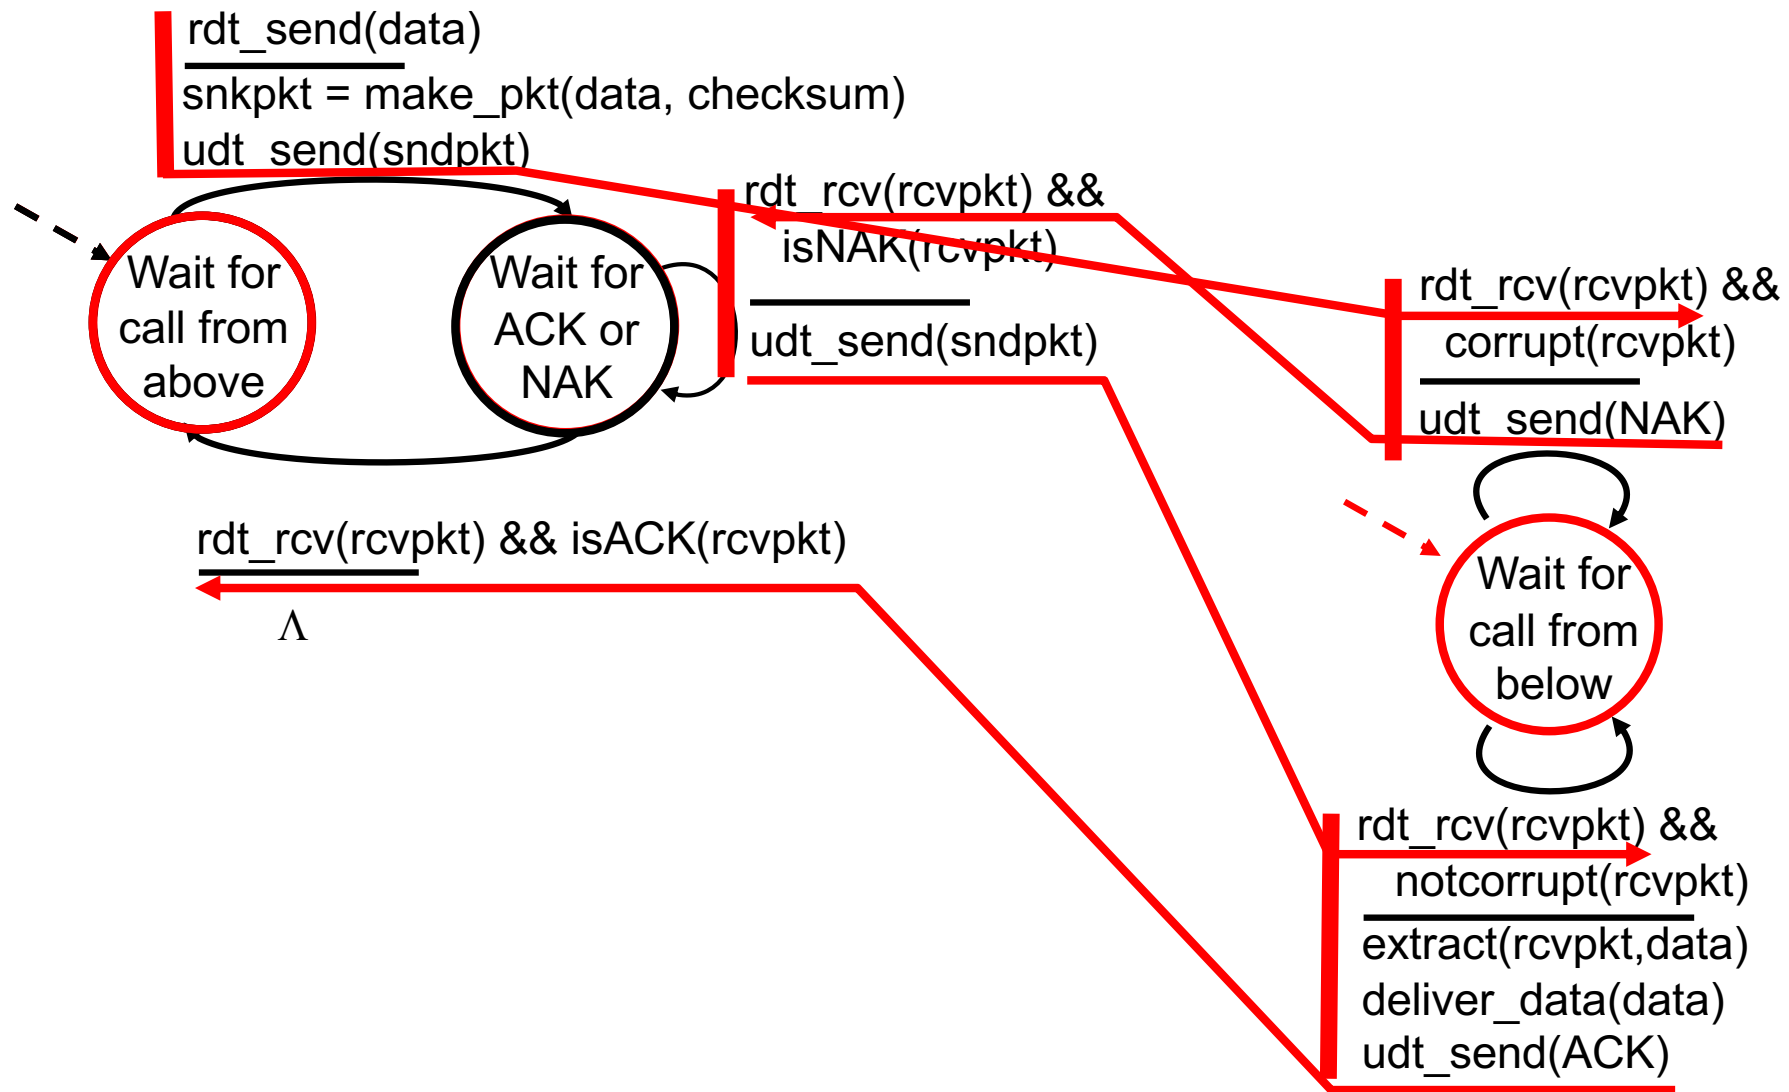 rdt_send(data)
snkpkt = make_pkt(data, checksum)
udt_send(sndpkt)
rdt_rcv(rcvpkt) &&
isNAK(rcvpkt)
udt_send(sndpkt)
Wait for
call from
above
Wait for
ACK or
NAK
rdt_rcv(rcvpkt) &&
corrupt(rcvpkt)
udt_send(NAK)
rdt_rcv(rcvpkt) && isACK(rcvpkt)
Λ
Wait for
call from
below
rdt_rcv(rcvpkt) &&
notcorrupt(rcvpkt)
extract(rcvpkt,data)
deliver_data(data)
udt_send(ACK)